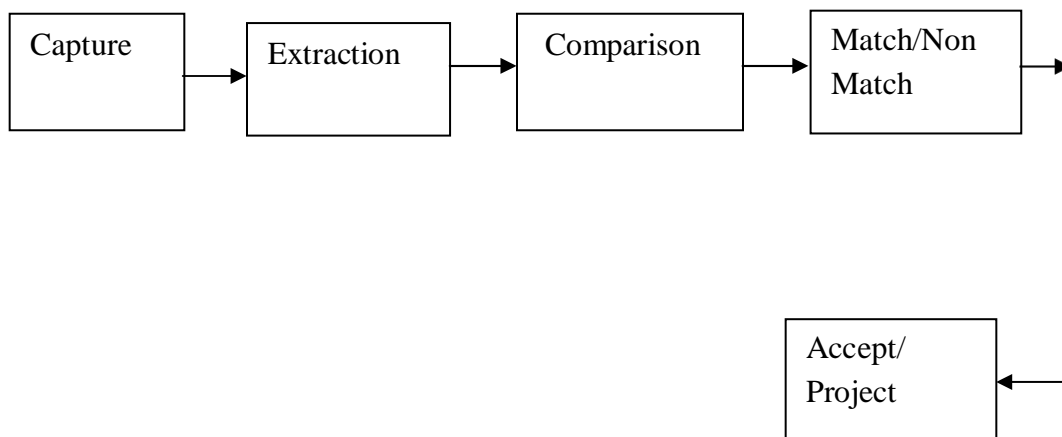 Capture
Extraction
Comparison
Match/Non
Match
Accept/
Project